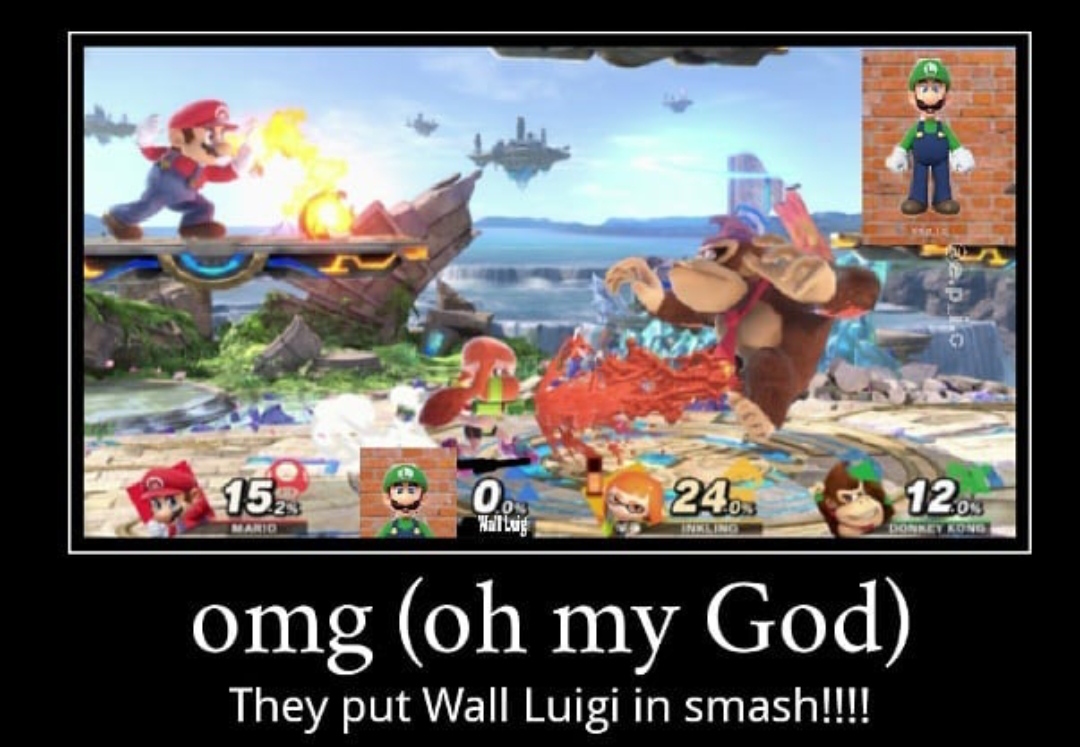 @e.p.i.c
15.2%
0.0%
24.0%
12.0%
MARIO
Wall Luigi
INKLING
DONKEY KONG
omg (oh my God)
They put Wall Luigi in smash!!!!